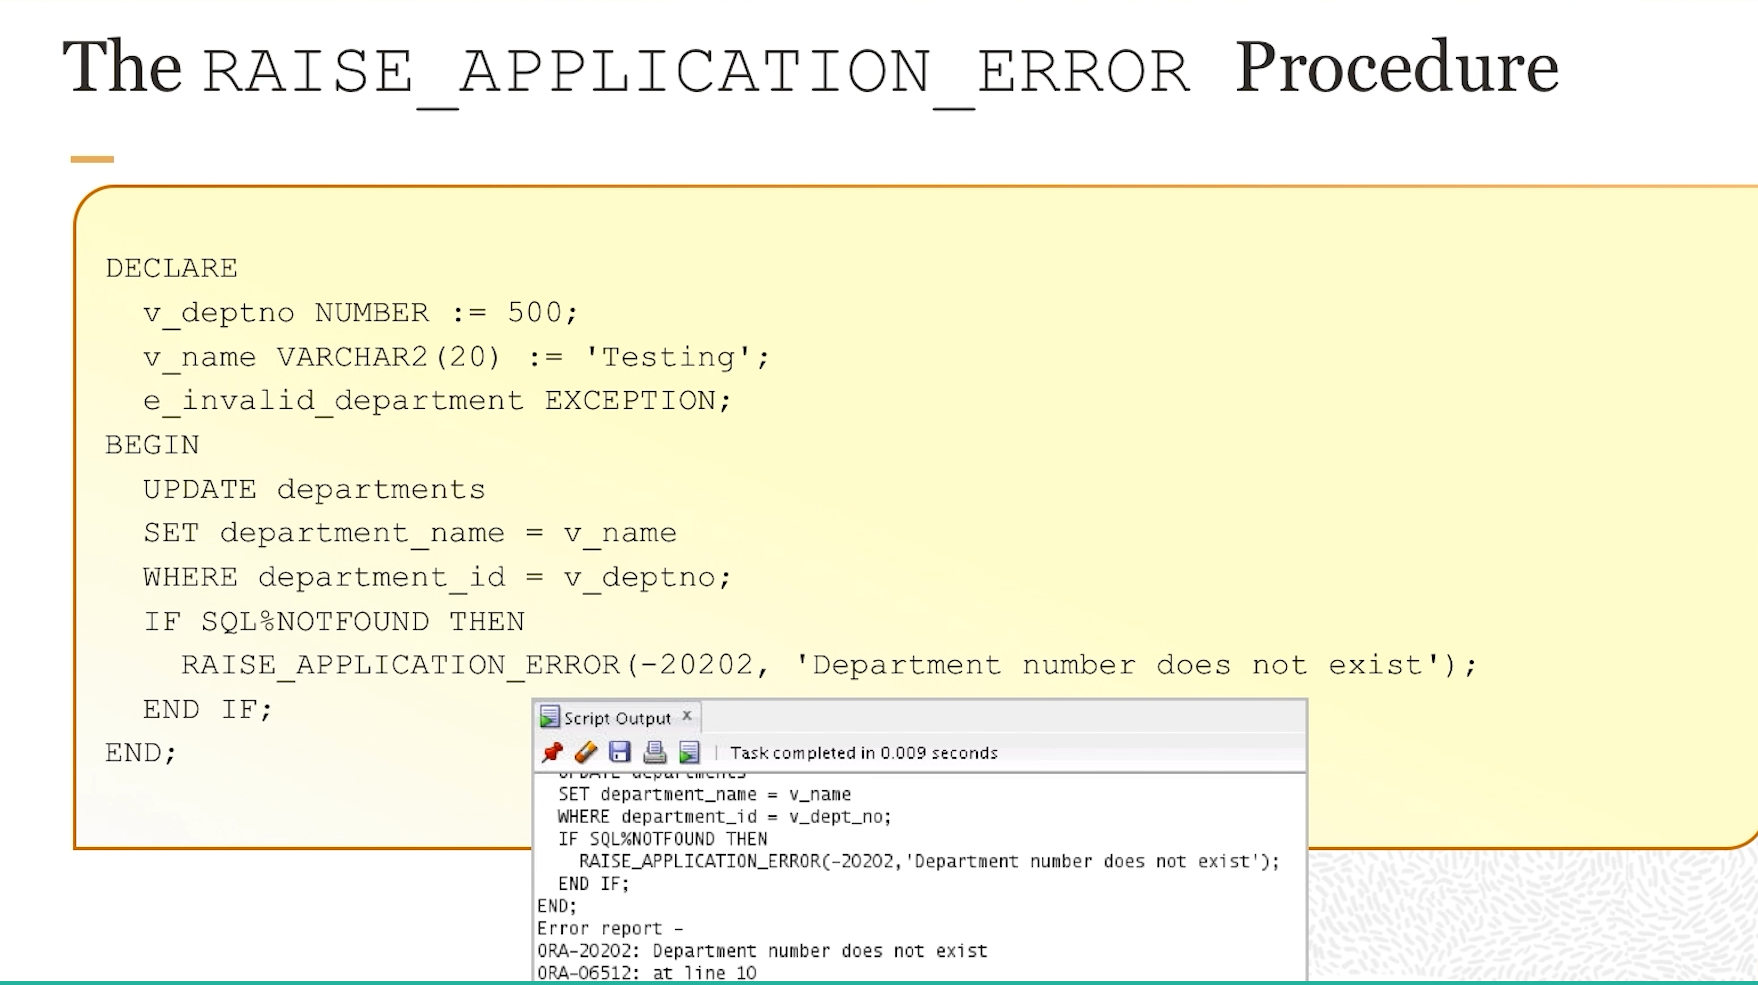 The RAISE_APPLICATION_ERROR Procedure
DECLARE
v_deptno NUMBER := 500;
v_name VARCHAR2(20) := 'Testing';
e_invalid_department EXCEPTION;
BEGIN
UPDATE departments
SET department_name = v_name
WHERE department_id = v_deptno;
IF SQL%NOTFOUND THEN
RAISE_APPLICATION_ERROR(-20202, 'Department number does not exist');
END IF;
END;
Script Output x
Task completed in 0.009 seconds
UPDATE departments
SET department_name = v_name
WHERE department_id = v_dept_no;
IF SQL%NOTFOUND THEN
RAISE_APPLICATION_ERROR(-20202,'Department number does not exist');
END IF;
END;
Error report -
ORA-20202: Department number does not exist
ORA-06512: at line 10